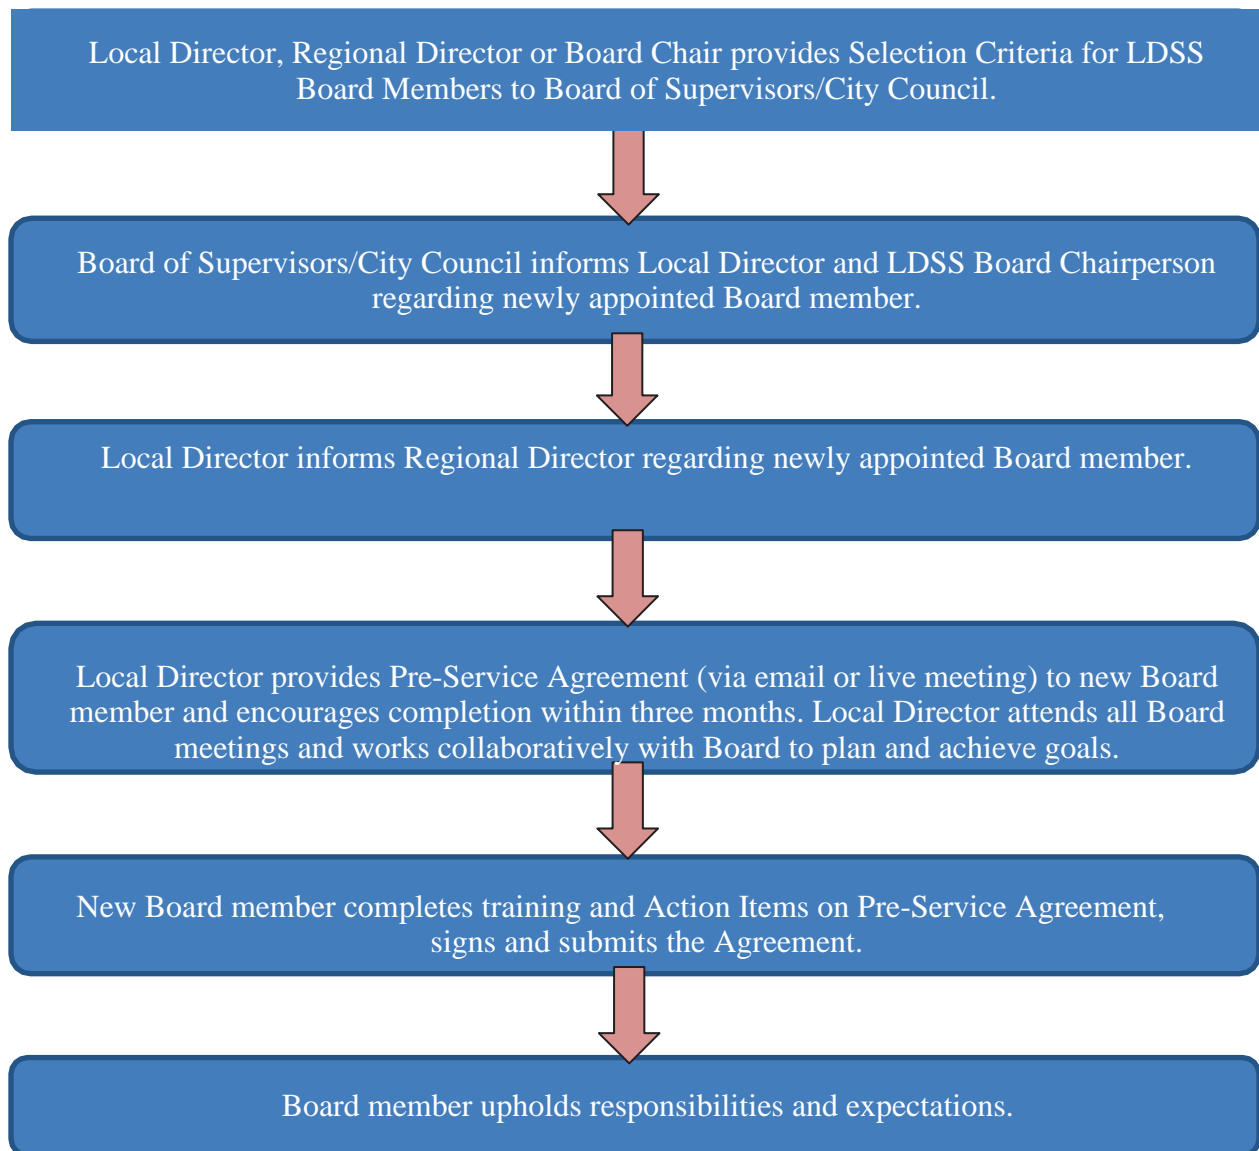 Local Director, Regional Director or Board Chair provides Selection Criteria for LDSS
Board Members to Board of Supervisors/City Council.
Board of Supervisors/City Council informs Local Director and LDSS Board Chairperson
regarding newly appointed Board member.
Local Director informs Regional Director regarding newly appointed Board member.
Local Director provides Pre-Service Agreement (via email or live meeting) to new Board
member and encourages completion within three months. Local Director attends all Board
meetings and works collaboratively with Board to plan and achieve goals.
New Board member completes training and Action Items on Pre-Service Agreement,
signs and submits the Agreement.
Board member upholds responsibilities and expectations.